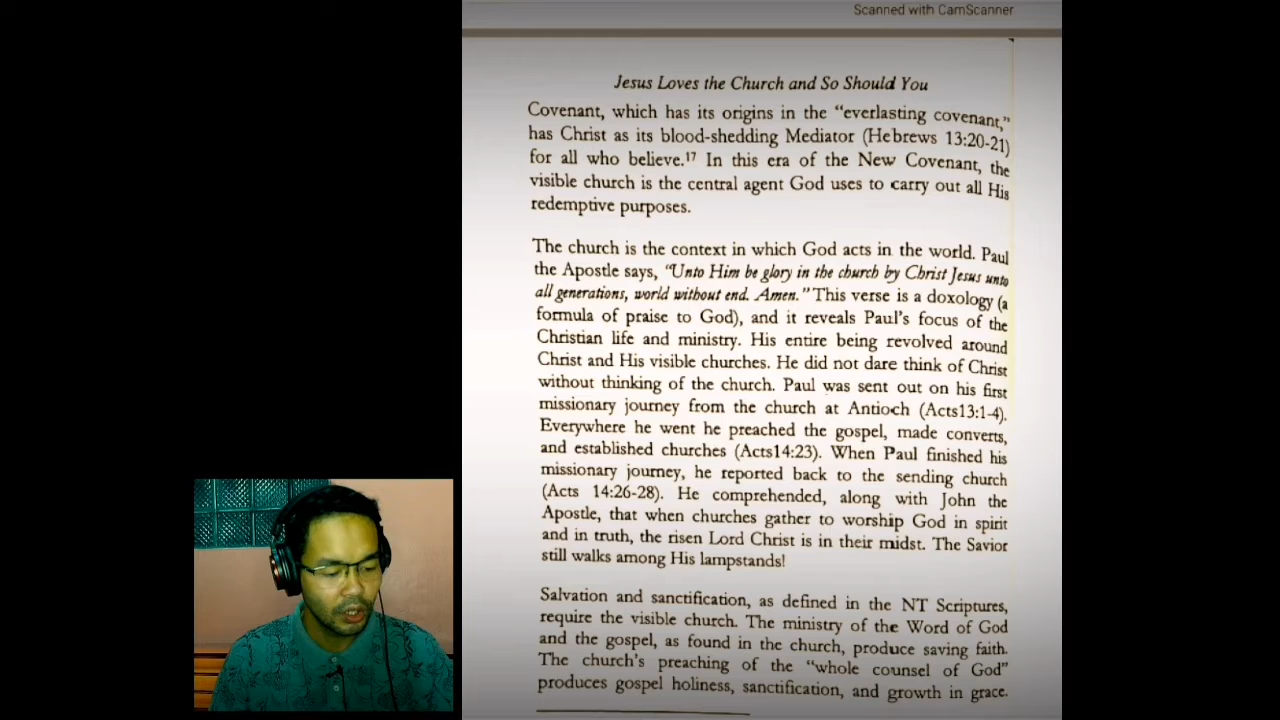 Scanned with CamScanner
Jesus Loves the Church and So Should You
Covenant, which has its origins in the “everlasting covenant,”
has Christ as its blood-shedding Mediator (Hebrews 13:20-21)
for all who believe.17 In this era of the New Covenant, the
visible church is the central agent God uses to carry out all His
redemptive purposes.
The church is the context in which God acts in the world. Paul
the Apostle says, “Unto Him be glory in the church by Christ Jesus unto
all generations, world without end. Amen.” This verse is a doxology (a
formula of praise to God), and it reveals Paul’s focus of the
Christian life and ministry. His entire being revolved around
Christ and His visible churches. He did not dare think of Christ
without thinking of the church. Paul was sent out on his first
missionary journey from the church at Antioch (Acts13:1-4).
Everywhere he went he preached the gospel, made converts,
and established churches (Acts14:23). When Paul finished his
missionary journey, he reported back to the sending church
(Acts 14:26-28). He comprehended, along with John the
Apostle, that when churches gather to worship God in spirit
and in truth, the risen Lord Christ is in their midst. The Savior
still walks among His lampstands!
Salvation and sanctification, as defined in the NT Scriptures,
require the visible church. The ministry of the Word of God
and the gospel, as found in the church, produce saving faith.
The church’s preaching of the “whole counsel of God”
produces gospel holiness, sanctification, and growth in grace.